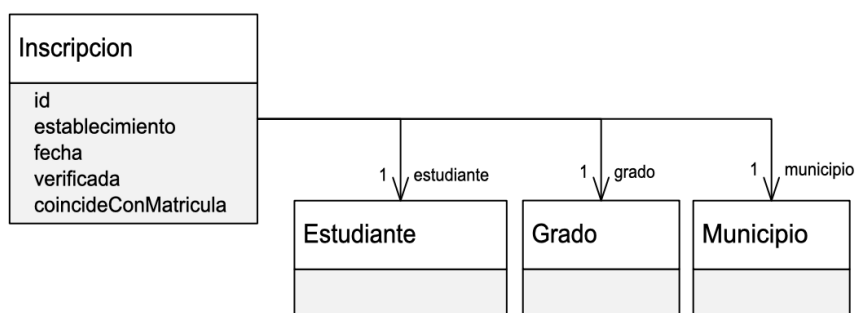 Inscripcion
id
establecimiento
fecha
verificada
coincideConMatricula
1 estudiante
1 grado
1 municipio
Estudiante
Grado
Municipio